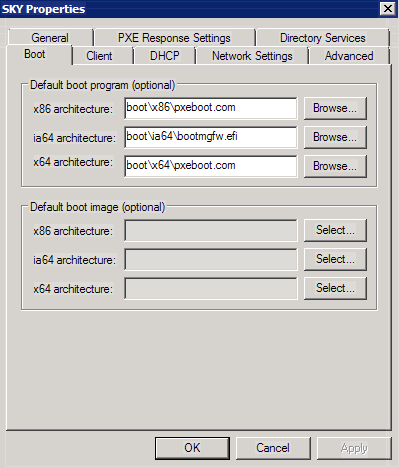 SKY Properties
General PXE Response Settings Directory Services
Boot Client DHCP Network Settings Advanced
Default boot program (optional)
x86 architecture: boot\x86\pxeboot.com Browse...
ia64 architecture: boot\ia64\bootmgfw.efi Browse...
x64 architecture: boot\x64\pxeboot.com Browse...
Default boot image (optional)
x86 architecture: Select...
ia64 architecture: Select...
x64 architecture: Select...
OK Cancel Apply